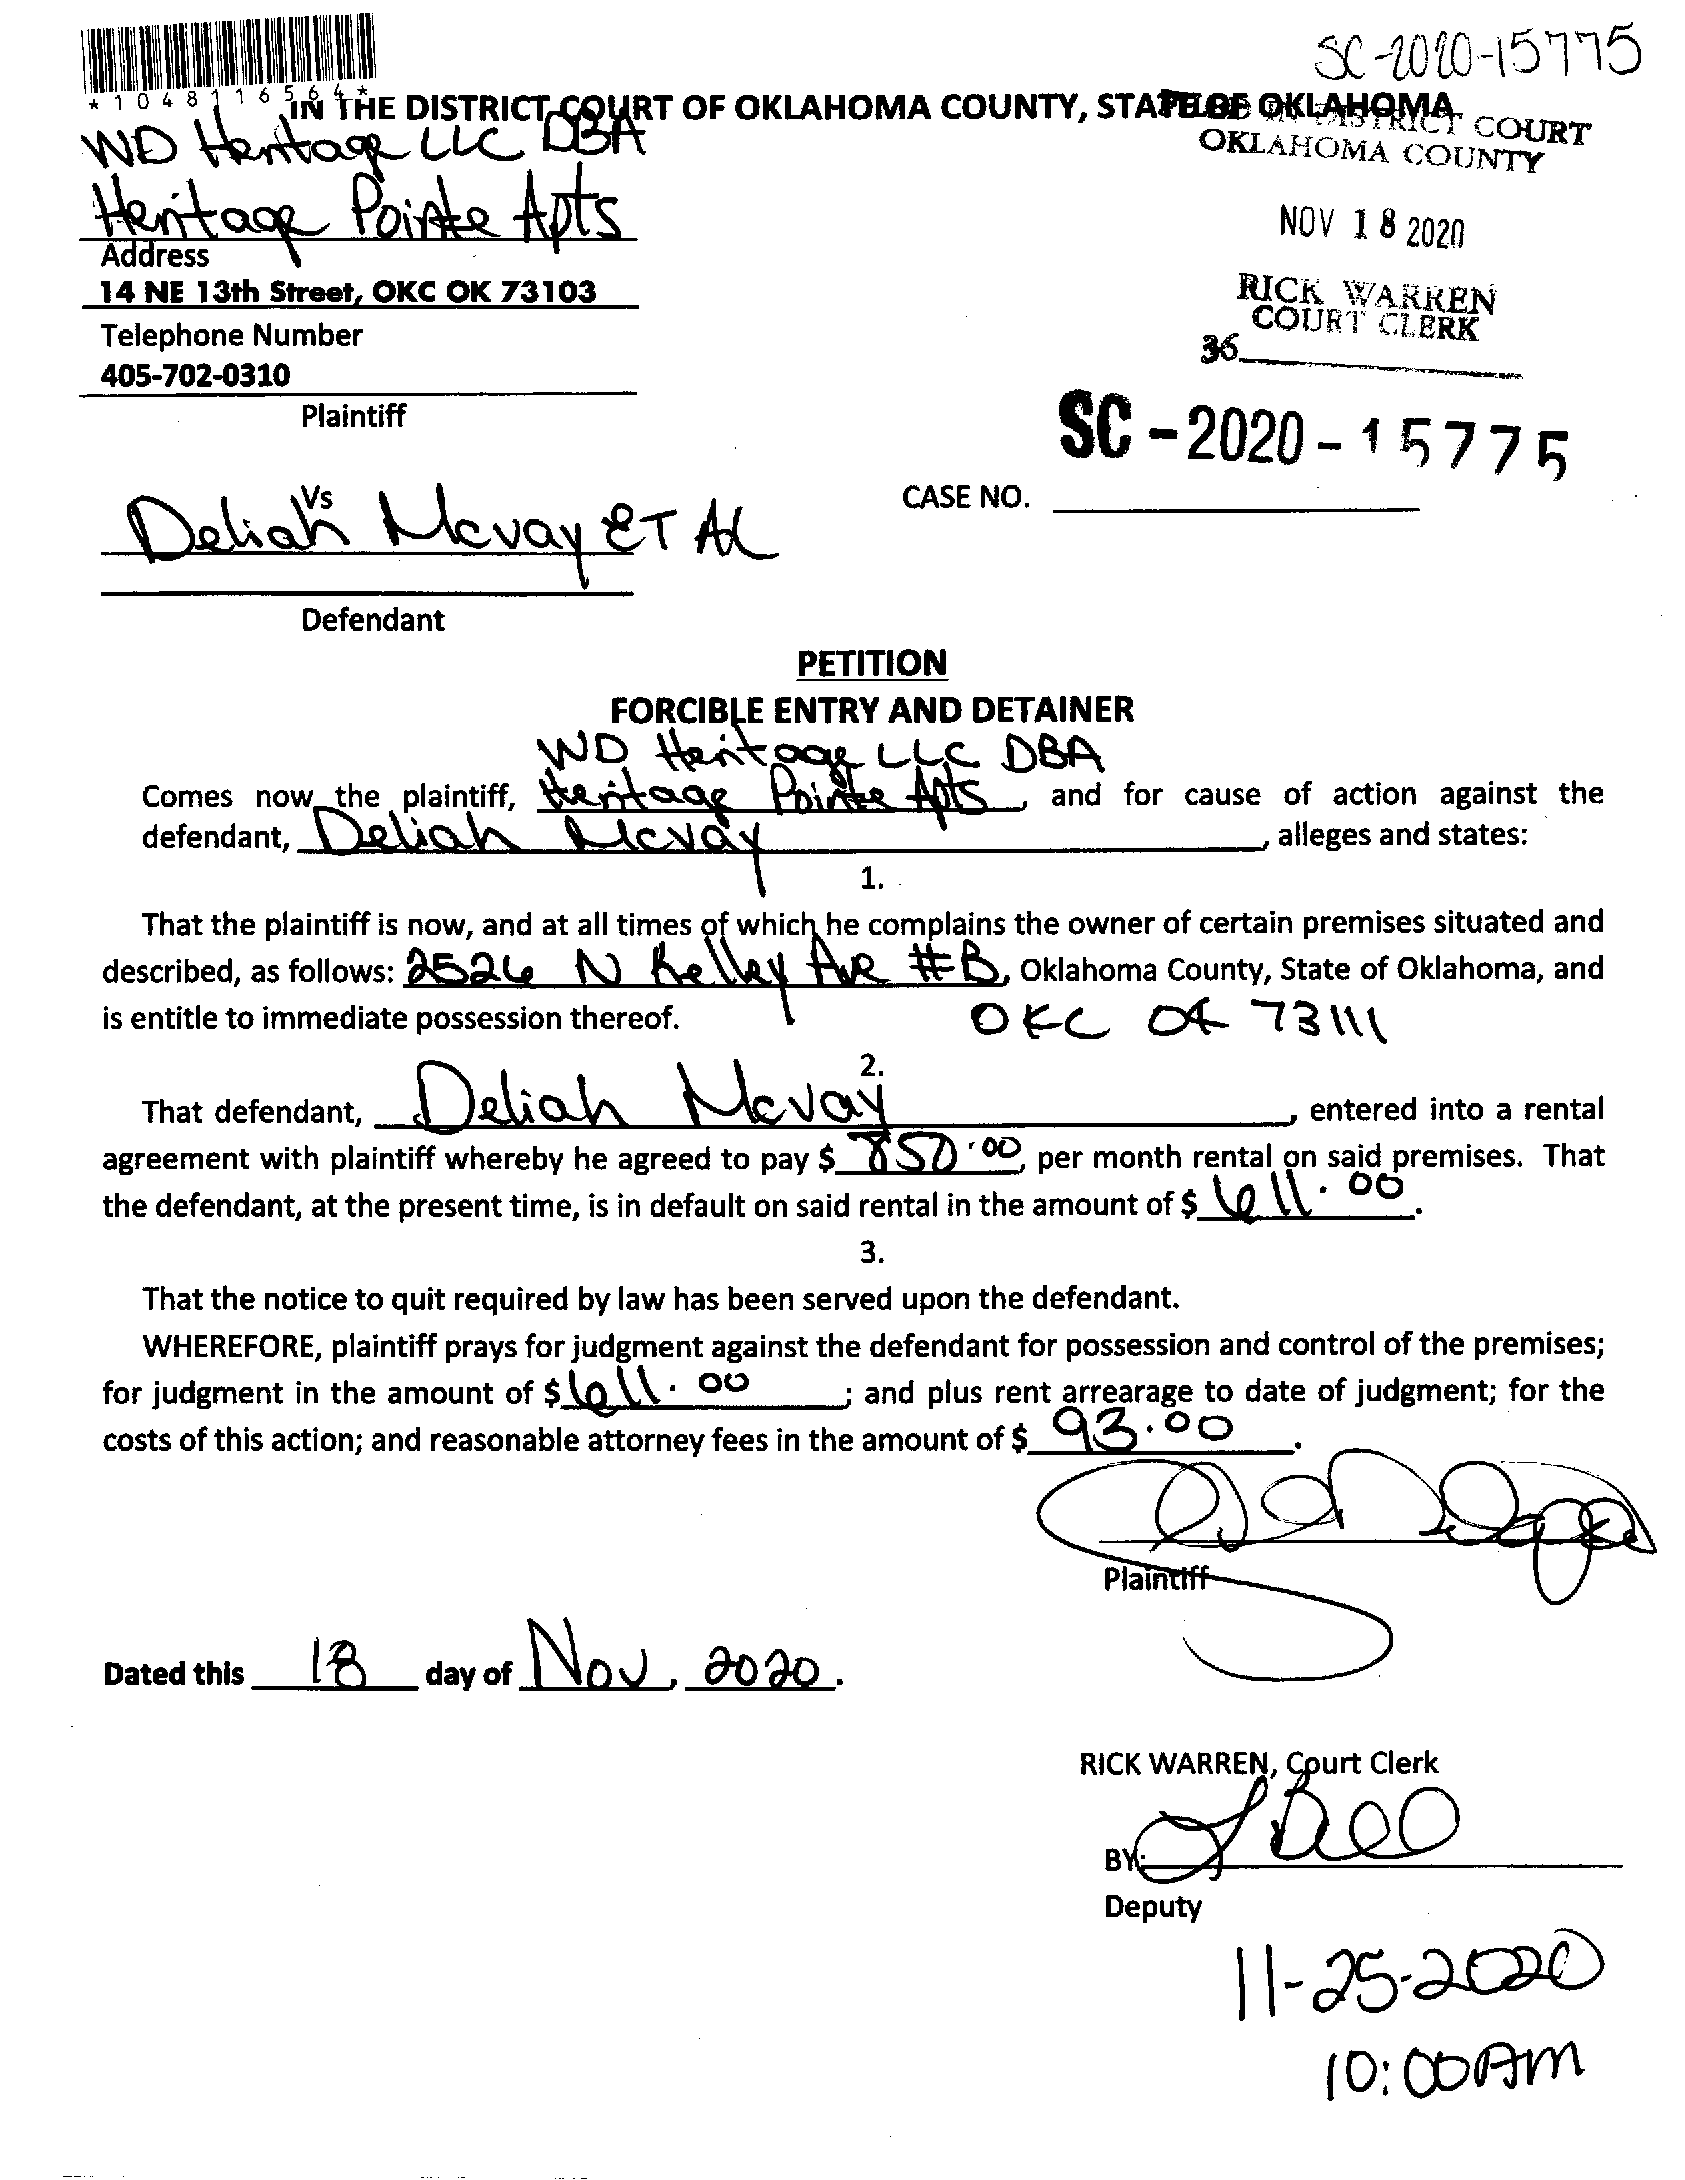 SC-2020-15775
*1048116564*
IN THE DISTRICT COURT OF OKLAHOMA COUNTY, STATE OF OKLAHOMA
FILED IN DISTRICT COURT
OKLAHOMA COUNTY
WD Heritage LLC DBA
Heritage Pointe Apts
NOV 18 2020
Address
14 NE 13th Street, OKC OK 73103
RICK WARREN
COURT CLERK
Telephone Number
36
405-702-0310
Plaintiff
SC-2020-15775
Vs
CASE NO.
Deliah Mcvay ET AL
Defendant
PETITION
FORCIBLE ENTRY AND DETAINER
WD Heritage LLC DBA
Comes now the plaintiff, Heritage Pointe Apts, and for cause of action against the
defendant, Deliah Mcvay, alleges and states:
1.
That the plaintiff is now, and at all times of which he complains the owner of certain premises situated and
described, as follows: 2526 N Kelley Ave #B, Oklahoma County, State of Oklahoma, and
is entitle to immediate possession thereof. OKC OK 73111
2.
That defendant, Deliah Mcvay, entered into a rental
agreement with plaintiff whereby he agreed to pay $ 850.00, per month rental on said premises. That
the defendant, at the present time, is in default on said rental in the amount of $ 611.00.
3.
That the notice to quit required by law has been served upon the defendant.
WHEREFORE, plaintiff prays for judgment against the defendant for possession and control of the premises;
for judgment in the amount of $ 611.00; and plus rent arrearage to date of judgment; for the
costs of this action; and reasonable attorney fees in the amount of $ 93.00.
Plaintiff
Dated this 18 day of Nov, 2020.
RICK WARREN, Court Clerk
BY:
Deputy
11-25-2020
10:00AM